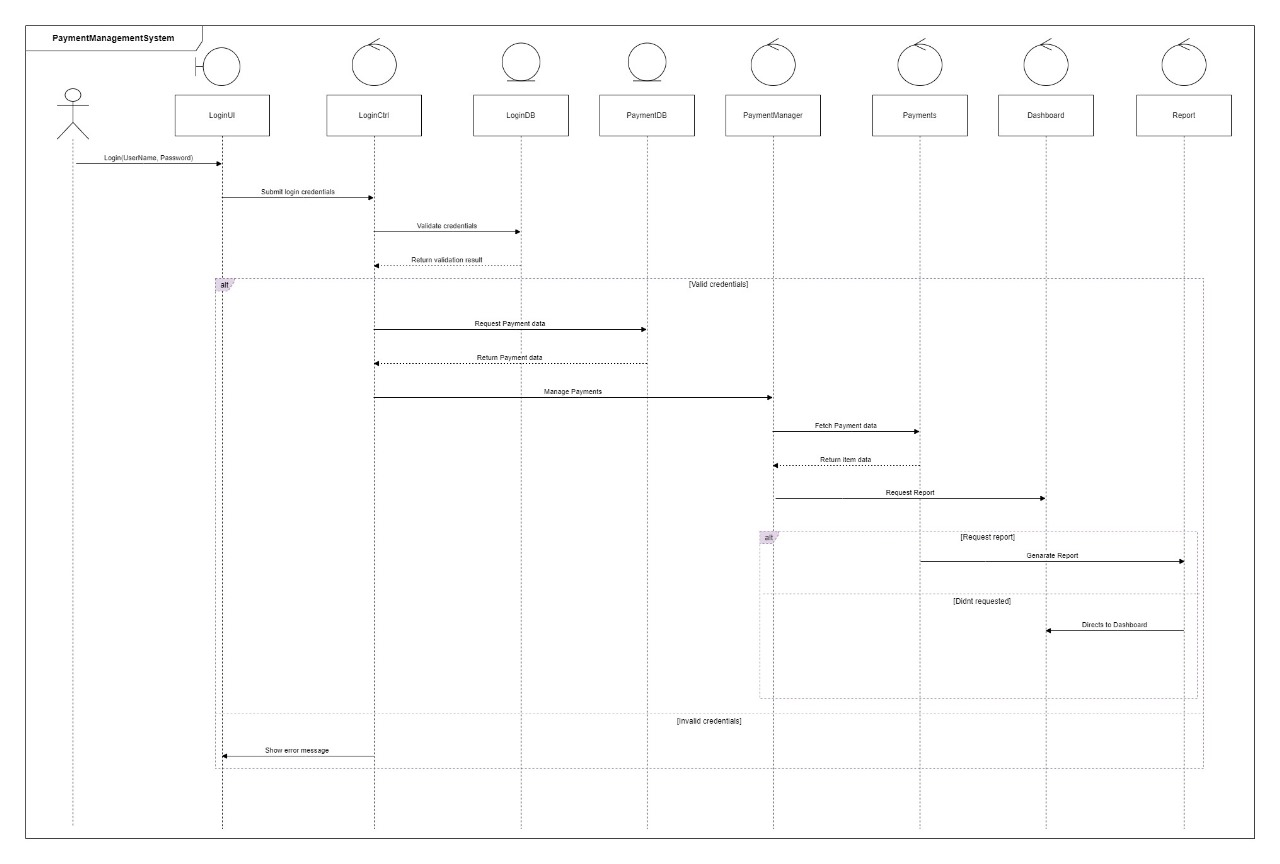 PaymentManagementSystem
LoginUI
LoginCtrl
LoginDB
PaymentDB
PaymentManager
Payments
Dashboard
Report
Login(UserName, Password)
Submit login credentials
Validate credentials
Return validation result
alt
[Valid credentials]
Request Payment data
Return Payment data
Manage Payments
Fetch Payment data
Return item data
Request Report
alt
[Request report]
Genarate Report
[Didnt requested]
Directs to Dashboard
[Invalid credentials]
Show error message